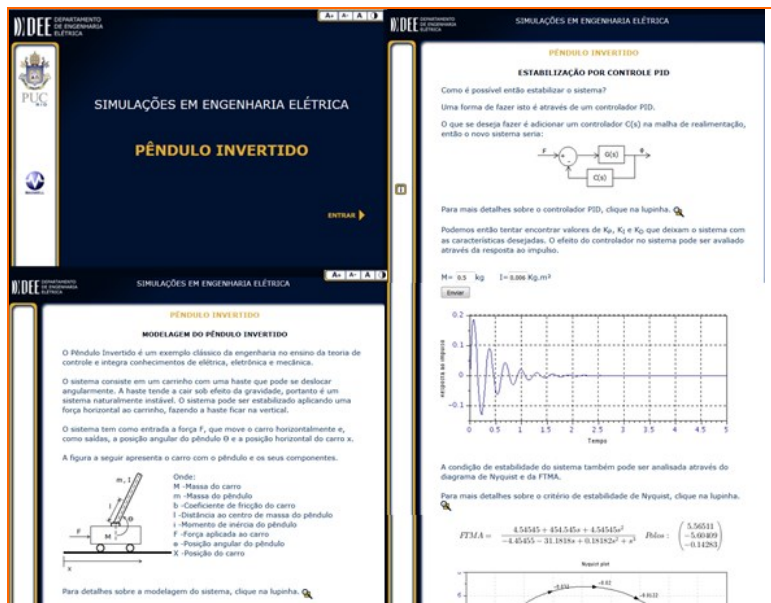 DEE DEPARTAMENTO
DE ENGENHARIA
ELÉTRICA
A+ A- A
PUC
RIO
SIMULAÇÕES EM ENGENHARIA ELÉTRICA
PÊNDULO INVERTIDO
ENTRAR
A+ A- A
DEE DEPARTAMENTO
DE ENGENHARIA
ELÉTRICA
SIMULAÇÕES EM ENGENHARIA ELÉTRICA
PÊNDULO INVERTIDO
MODELAGEM DO PÊNDULO INVERTIDO
O Pêndulo Invertido é um exemplo clássico da engenharia no ensino da teoria de
controle e integra conhecimentos de elétrica, eletrônica e mecânica.
O sistema consiste em um carrinho com uma haste que pode se deslocar
angularmente. A haste tende a cair sob efeito da gravidade, portanto é um
sistema naturalmente instável. O sistema pode ser estabilizado aplicando uma
força horizontal ao carrinho, fazendo a haste ficar na vertical.
O sistema tem como entrada a força F, que move o carro horizontalmente e,
como saídas, a posição angular do pêndulo Θ e a posição horizontal do carro x.
A figura a seguir apresenta o carro com o pêndulo e os seus componentes.
m, I
l
Θ
F
M
x
Onde:
M -Massa do carro
m -Massa do pêndulo
b -Coeficiente de fricção do carro
l -Distância ao centro de massa do pêndulo
ι -Momento de inércia do pêndulo
F -Força aplicada ao carro
Θ -Posição angular do pêndulo
X -Posição do carro
Para detalhes sobre a modelagem do sistema, clique na lupinha.
DEE DEPARTAMENTO
DE ENGENHARIA
ELÉTRICA
SIMULAÇÕES EM ENGENHARIA ELÉTRICA
PÊNDULO INVERTIDO
ESTABILIZAÇÃO POR CONTROLE PID
Como é possível então estabilizar o sistema?
Uma forma de fazer isto é através de um controlador PID.
O que se deseja fazer é adicionar um controlador C(s) na malha de realimentação,
então o novo sistema seria:
F + - G(s) Θ
C(s)
Para mais detalhes sobre o controlador PID, clique na lupinha.
Podemos então tentar encontrar valores de KP, KI e KD que deixam o sistema com
as características desejadas. O efeito do controlador no sistema pode ser avaliado
através da resposta ao impulso.
M= 0.5 kg I= 0.006 Kg.m²
Enviar
resposta ao impulso
0.2
0.1
0
-0.1
0 0.5 1 1.5 2 2.5 3 3.5 4 4.5 5
Tempo
A condição de estabilidade do sistema também pode ser analisada através do
diagrama de Nyquist e da FTMA.
Para mais detalhes sobre o critério de estabilidade de Nyquist, clique na lupinha.
FTMA = 4.54545 + 454.545s + 4.54545s² / -4.45455 - 31.1818s + 0.18182s² + s³ Pólos : ( 5.56511 -5.60409 -0.14283 )
Nyquist plot
6
-0.02